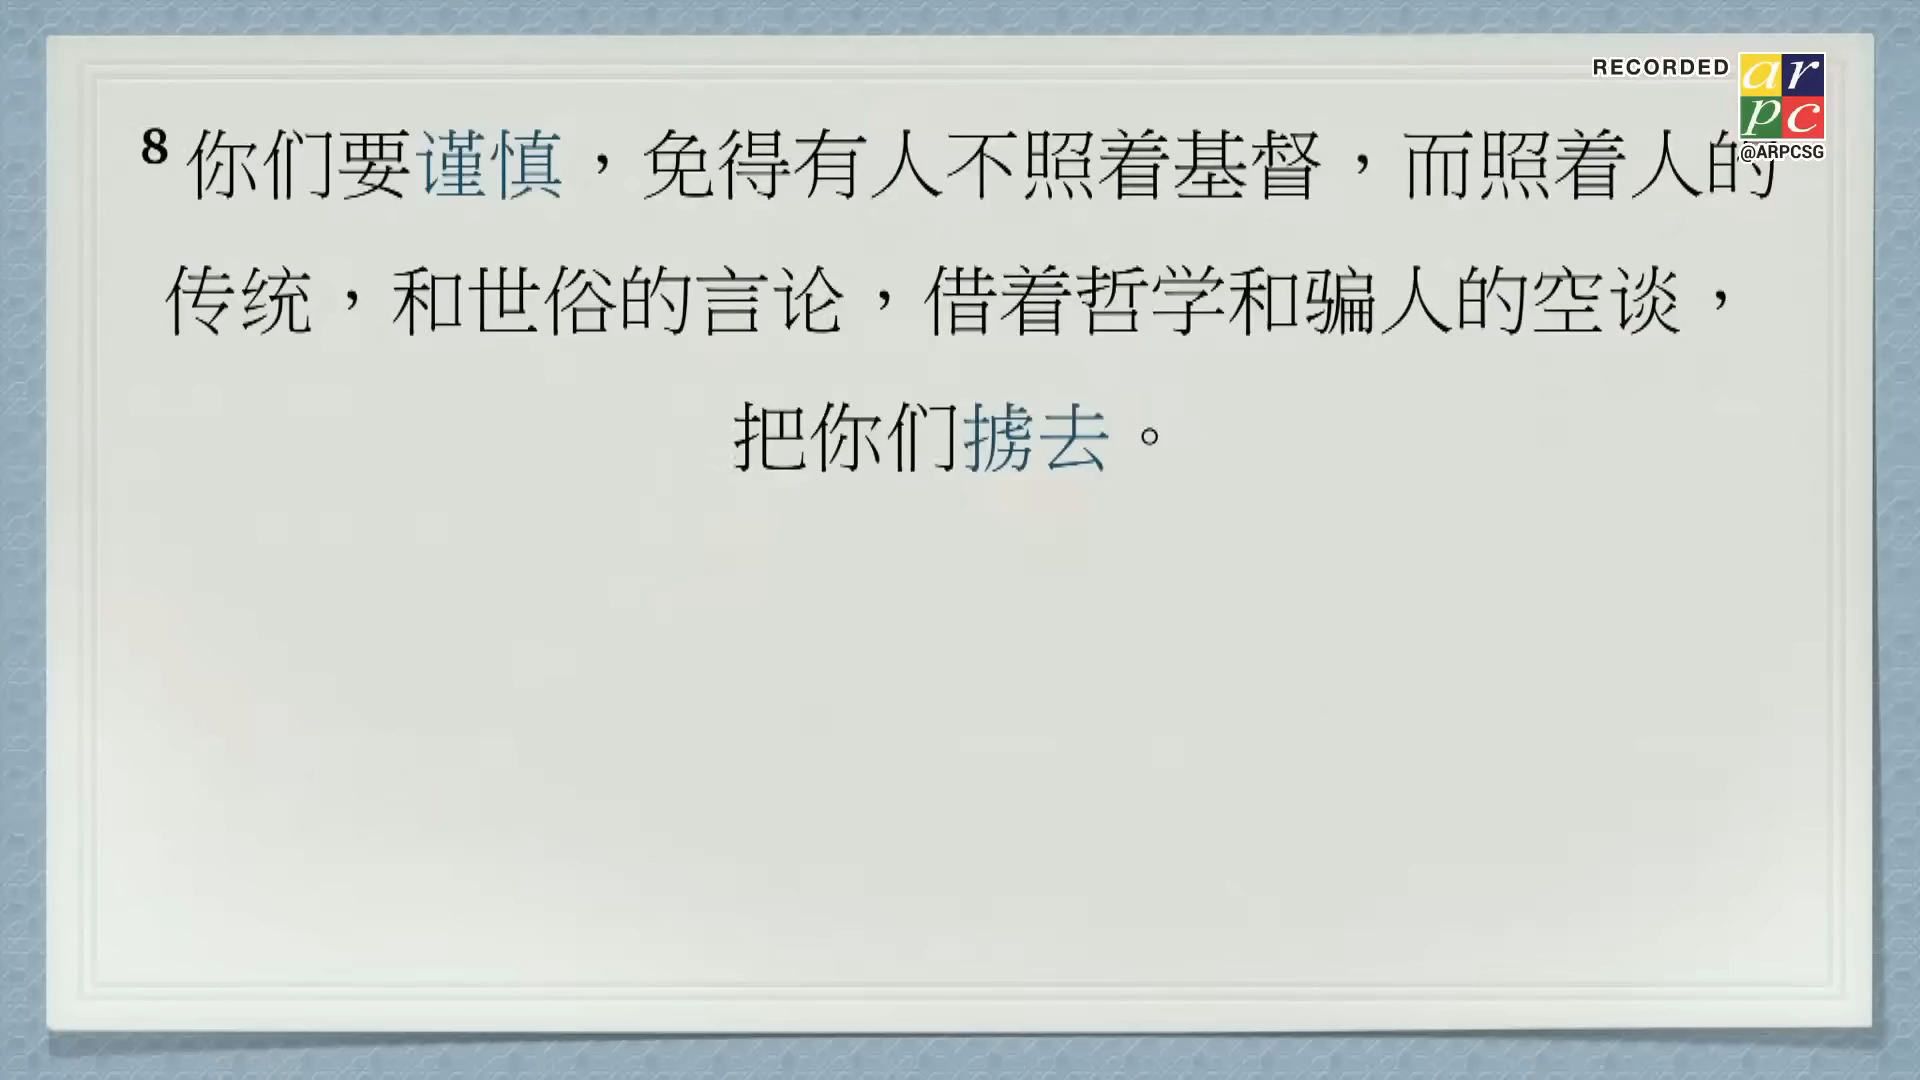 RECORDED
ar
pc
@ARPCSG
8 你们要谨慎，免得有人不照着基督，而照着人的
传统，和世俗的言论，借着哲学和骗人的空谈，
把你们掳去。